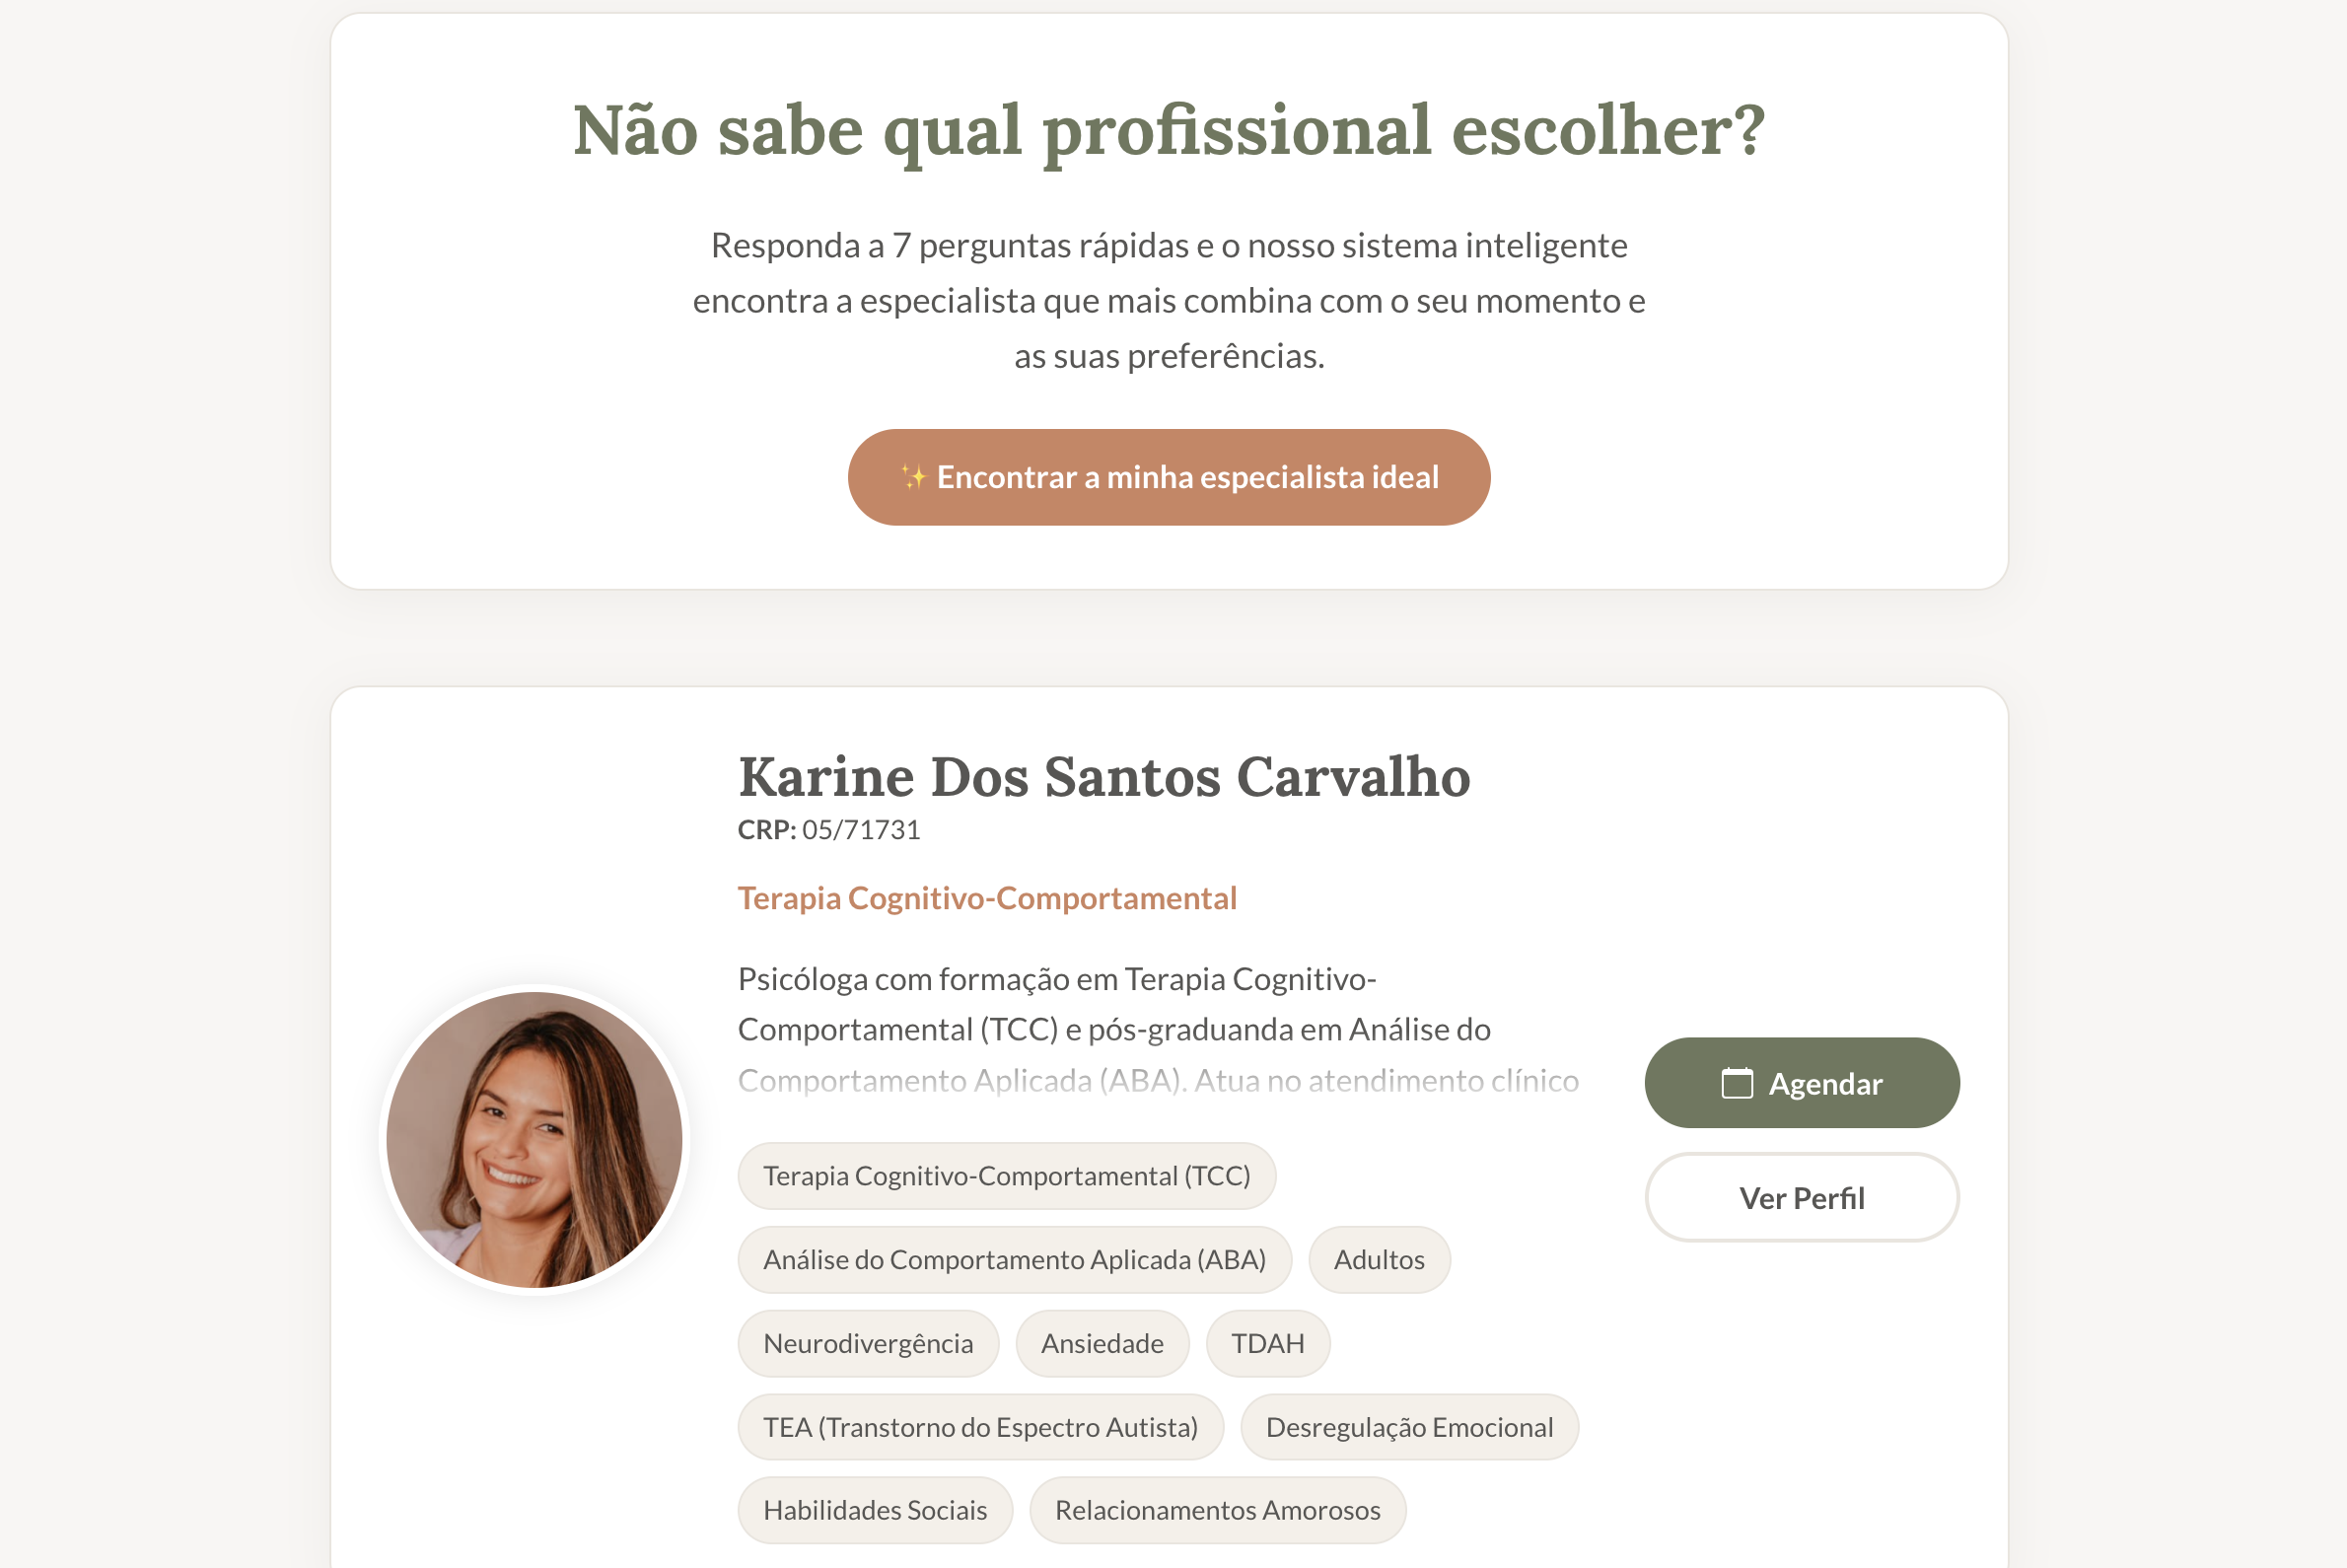 Não sabe qual profissional escolher?
Responda a 7 perguntas rápidas e o nosso sistema inteligente
encontra a especialista que mais combina com o seu momento e
as suas preferências.
✨ Encontrar a minha especialista ideal
Karine Dos Santos Carvalho
CRP: 05/71731
Terapia Cognitivo-Comportamental
Psicóloga com formação em Terapia Cognitivo-
Comportamental (TCC) e pós-graduanda em Análise do
Comportamento Aplicada (ABA). Atua no atendimento clínico
Agendar
Ver Perfil
Terapia Cognitivo-Comportamental (TCC)
Análise do Comportamento Aplicada (ABA) Adultos
Neurodivergência Ansiedade TDAH
TEA (Transtorno do Espectro Autista) Desregulação Emocional
Habilidades Sociais Relacionamentos Amorosos